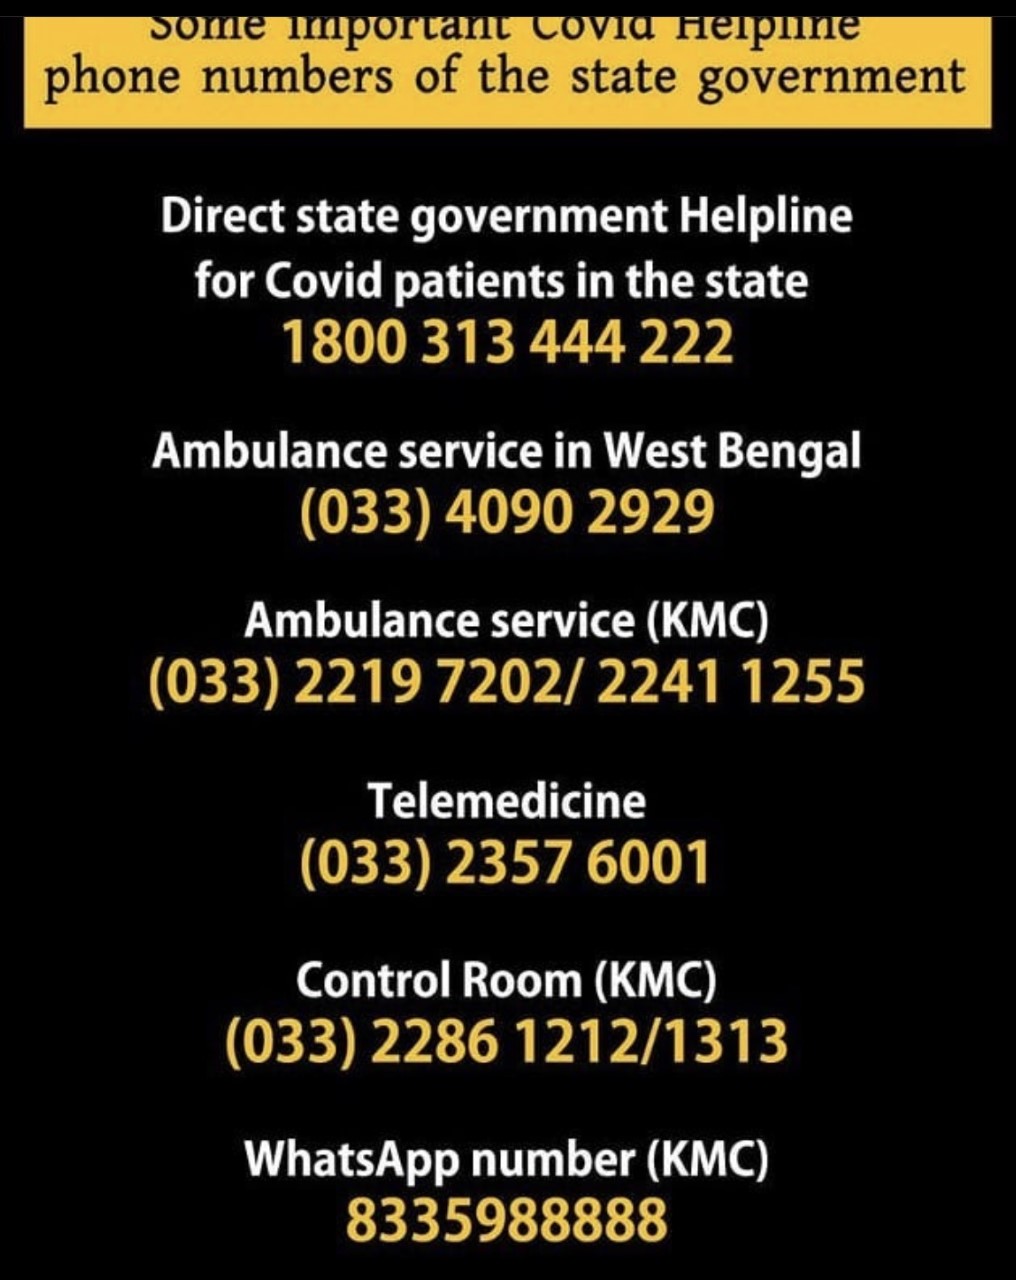 Some important Covid Helpline
phone numbers of the state government
Direct state government Helpline
for Covid patients in the state
1800 313 444 222
Ambulance service in West Bengal
(033) 4090 2929
Ambulance service (KMC)
(033) 2219 7202/ 2241 1255
Telemedicine
(033) 2357 6001
Control Room (KMC)
(033) 2286 1212/1313
WhatsApp number (KMC)
8335988888